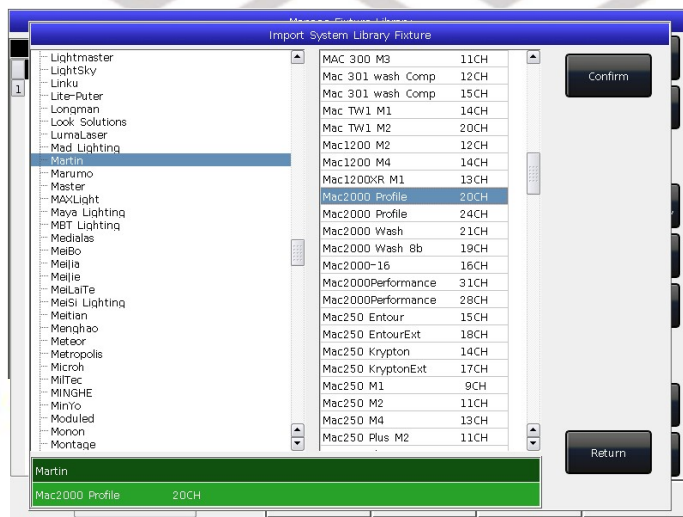 Manage Fixture Library
Import System Library Fixture
1
Lightmaster
LightSky
Linku
Lite-Puter
Longman
Look Solutions
LumaLaser
Mad Lighting
Martin
Marumo
Master
MAXLight
Maya Lighting
MBT Lighting
Medialas
MeiBo
MeiJia
MeiJie
MeiLaiTe
MeiSi Lighting
Meitian
Menghao
Meteor
Metropolis
Microh
MilTec
MINGHE
MinYo
Moduled
Monon
Montage
MAC 300 M3 11CH
Mac 301 wash Comp 12CH
Mac 301 wash Comp 15CH
Mac TW1 M1 14CH
Mac TW1 M2 20CH
Mac1200 M2 12CH
Mac1200 M4 14CH
Mac1200XR M1 13CH
Mac2000 Profile 20CH
Mac2000 Profile 24CH
Mac2000 Wash 21CH
Mac2000 Wash 8b 19CH
Mac2000-16 16CH
Mac2000Performance 31CH
Mac2000Performance 28CH
Mac250 Entour 15CH
Mac250 EntourExt 18CH
Mac250 Krypton 14CH
Mac250 KryptonExt 17CH
Mac250 M1 9CH
Mac250 M2 11CH
Mac250 M4 13CH
Mac250 Plus M2 11CH
Confirm
Return
Martin
Mac2000 Profile 20CH